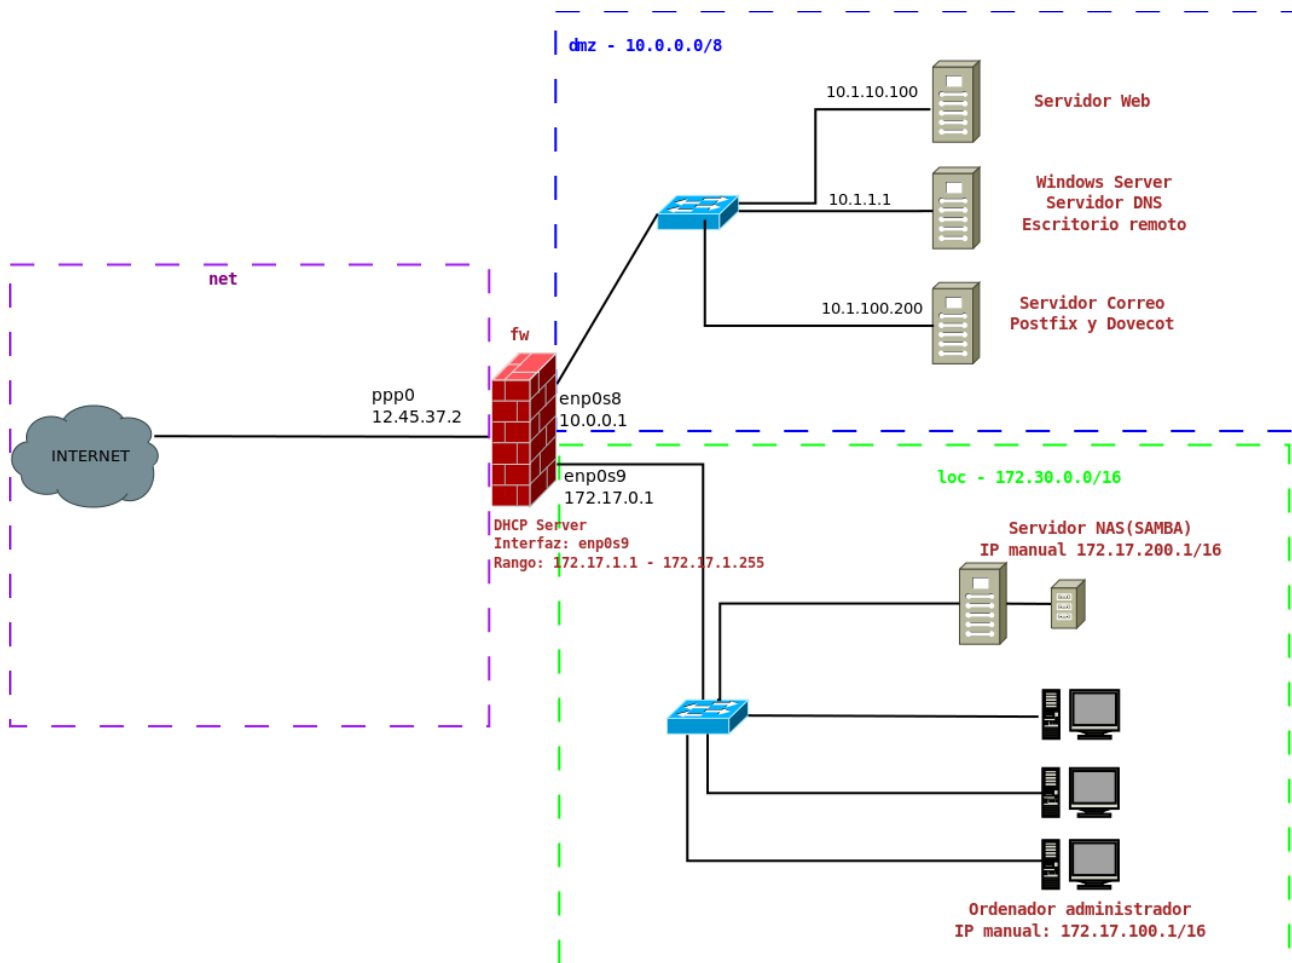 dmz - 10.0.0.0/8
10.1.10.100
Servidor Web
Windows Server
Servidor DNS
Escritorio remoto
10.1.1.1
Servidor Correo
Postfix y Dovecot
10.1.100.200
net
fw
ppp0
12.45.37.2
INTERNET
enp0s8
10.0.0.1
enp0s9
172.17.0.1
DHCP Server
Interfaz: enp0s9
Rango: 172.17.1.1 - 172.17.1.255
loc - 172.30.0.0/16
Servidor NAS(SAMBA)
IP manual 172.17.200.1/16
Ordenador administrador
IP manual: 172.17.100.1/16